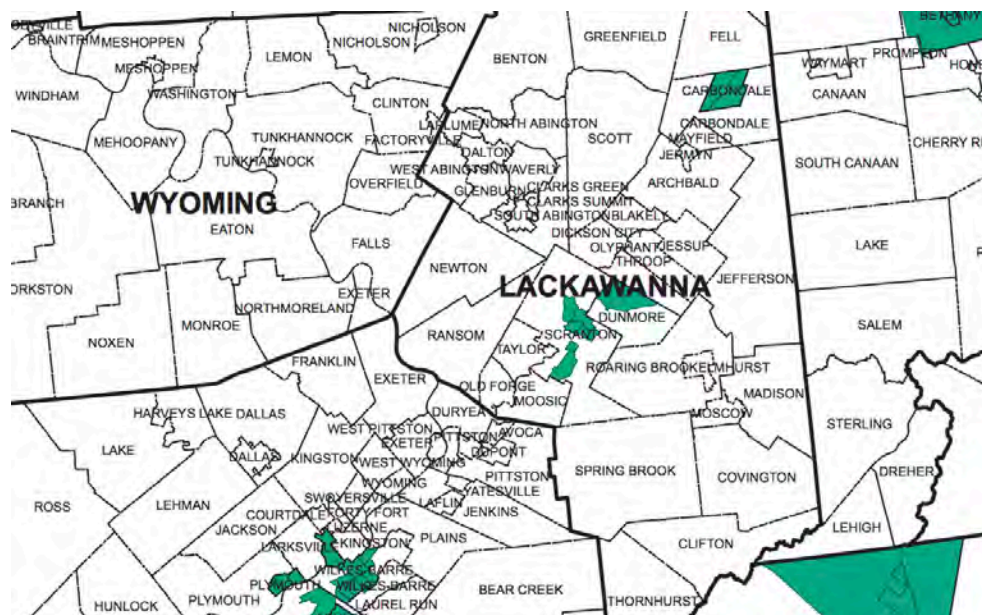 NICHOLSON
BRAINTRIM
MESHOPPEN
NICHOLSON
GREENFIELD
FELL
BETHANY
LEMON
BENTON
PROMPTON
MESHOPPEN
WAYMART
WINDHAM
WASHINGTON
CLINTON
CARBONDALE
CANAAN
MEHOOPANY
TUNKHANNOCK
FACTORYVILLE
LAPLUME
NORTH ABINGTON
SCOTT
CARBONDALE
MAYFIELD
CHERRY RI
TUNKHANNOCK
DALTON
JERMYN
SOUTH CANAAN
WEST ABINGTON
WAVERLY
OVERFIELD
GLENBURN
CLARKS GREEN
ARCHBALD
BRANCH
WYOMING
CLARKS SUMMIT
EATON
SOUTH ABINGTON
BLAKELY
DICKSON CITY
FALLS
OLYPHANT
JESSUP
LAKE
THROOP
NEWTON
JEFFERSON
ORKSTON
EXETER
LACKAWANNA
NORTHMORELAND
DUNMORE
MONROE
RANSOM
SCRANTON
SALEM
NOXEN
TAYLOR
FRANKLIN
ROARING BROOK
ELMHURST
EXETER
OLD FORGE
MADISON
MOOSIC
HARVEYS LAKE
DALLAS
DURYEA
MOSCOW
WEST PITTSTON
STERLING
LAKE
EXETER
PITTSTON
AVOCA
DALLAS
KINGSTON
WEST WYOMING
DUPONT
SPRING BROOK
DREHER
WYOMING
PITTSTON
COVINGTON
ROSS
LEHMAN
SWOYERSVILLE
YATESVILLE
LAFLIN
COURTDALE
FORTY FORT
JENKINS
JACKSON
LUZERNE
LEHIGH
LARKSVILLE
KINGSTON
PLAINS
CLIFTON
WILKES-BARRE
PLYMOUTH
WILKES-BARRE
BEAR CREEK
HUNLOCK
PLYMOUTH
LAUREL RUN
THORNHURST